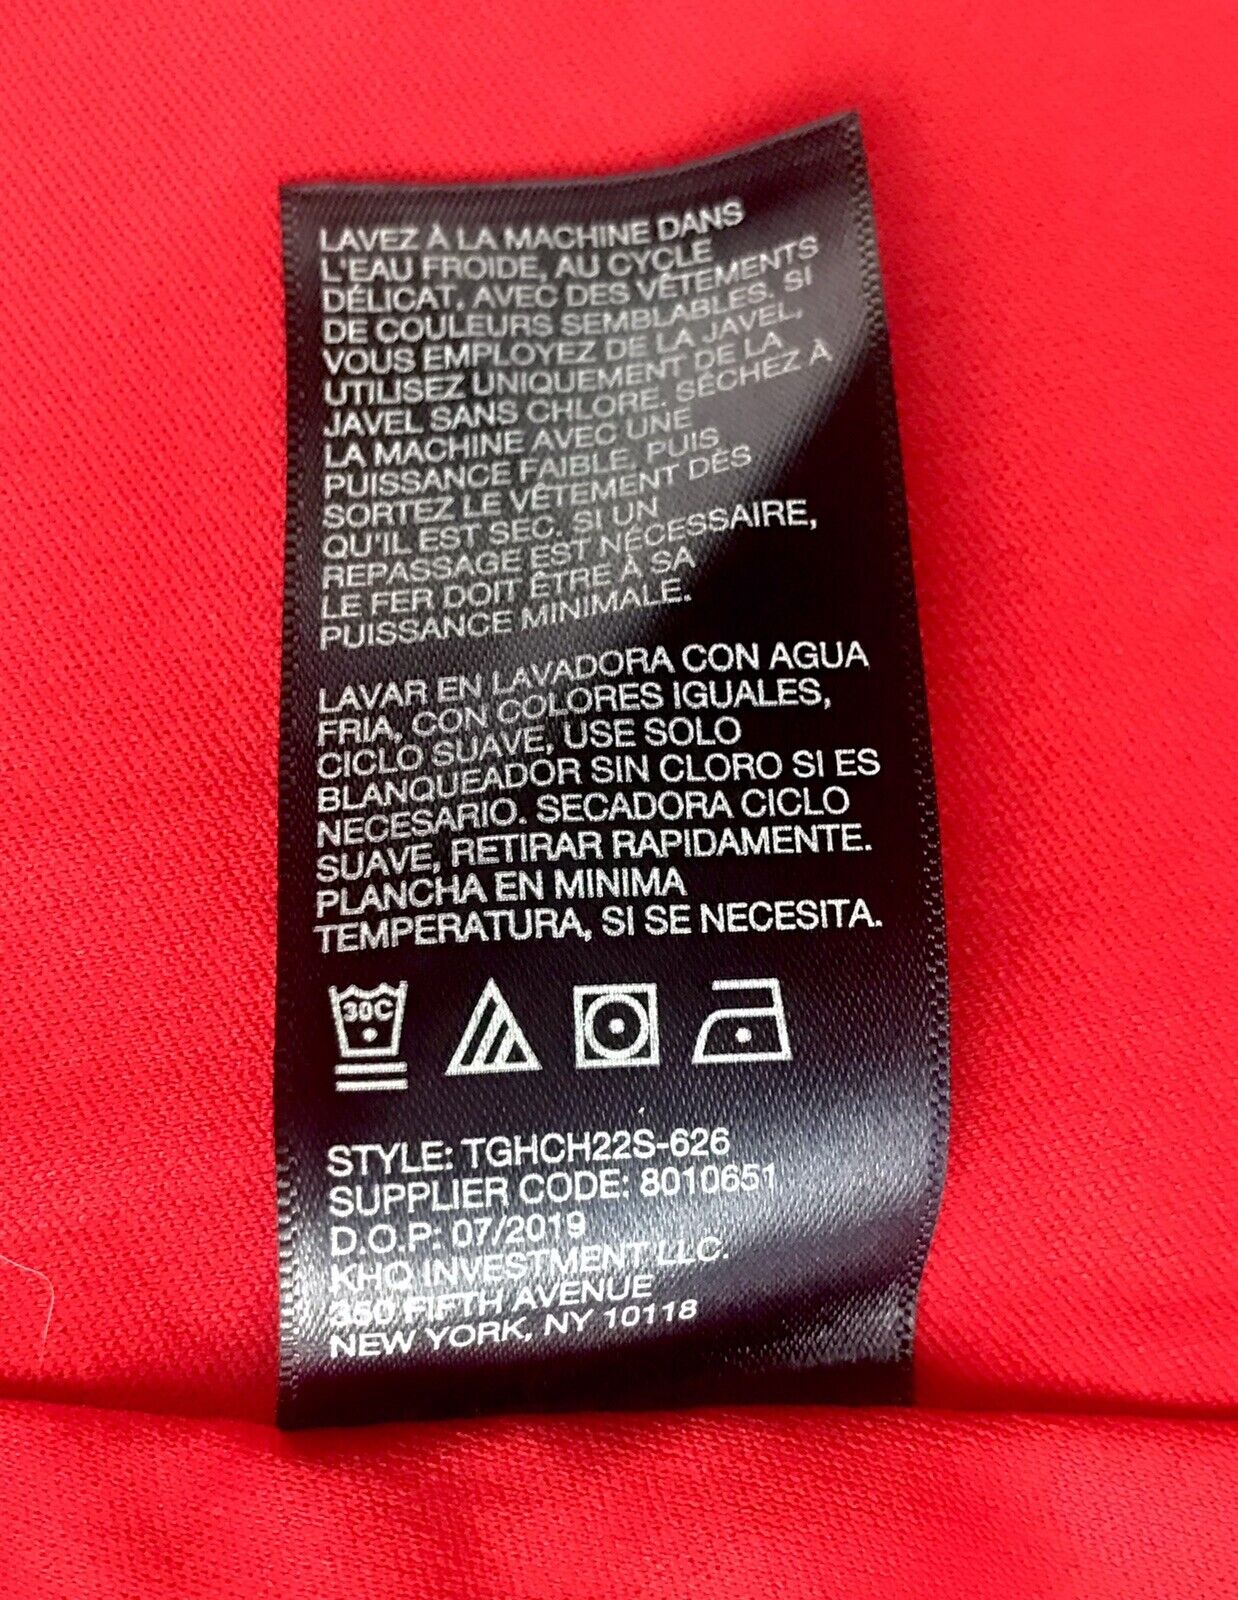 LAVEZ À LA MACHINE DANS
L'EAU FROIDE, AU CYCLE
DÉLICAT, AVEC DES VÊTEMENTS
DE COULEURS SEMBLABLES. SI
VOUS EMPLOYEZ DE LA JAVEL,
UTILISEZ UNIQUEMENT DE LA
JAVEL SANS CHLORE. SÉCHEZ À
LA MACHINE AVEC UNE
PUISSANCE FAIBLE, PUIS
SORTEZ LE VÊTEMENT DÈS
QU'IL EST SEC. SI UN
REPASSAGE EST NÉCESSAIRE,
LE FER DOIT ÊTRE À SA
PUISSANCE MINIMALE.
LAVAR EN LAVADORA CON AGUA
FRIA, CON COLORES IGUALES,
CICLO SUAVE, USE SOLO
BLANQUEADOR SIN CLORO SI ES
NECESARIO. SECADORA CICLO
SUAVE, RETIRAR RAPIDAMENTE.
PLANCHA EN MINIMA
TEMPERATURA, SI SE NECESITA.
30C
STYLE: TGHCH22S-626
SUPPLIER CODE: 8010651
D.O.P: 07/2019
KHQ INVESTMENT LLC.
350 FIFTH AVENUE
NEW YORK, NY 10118